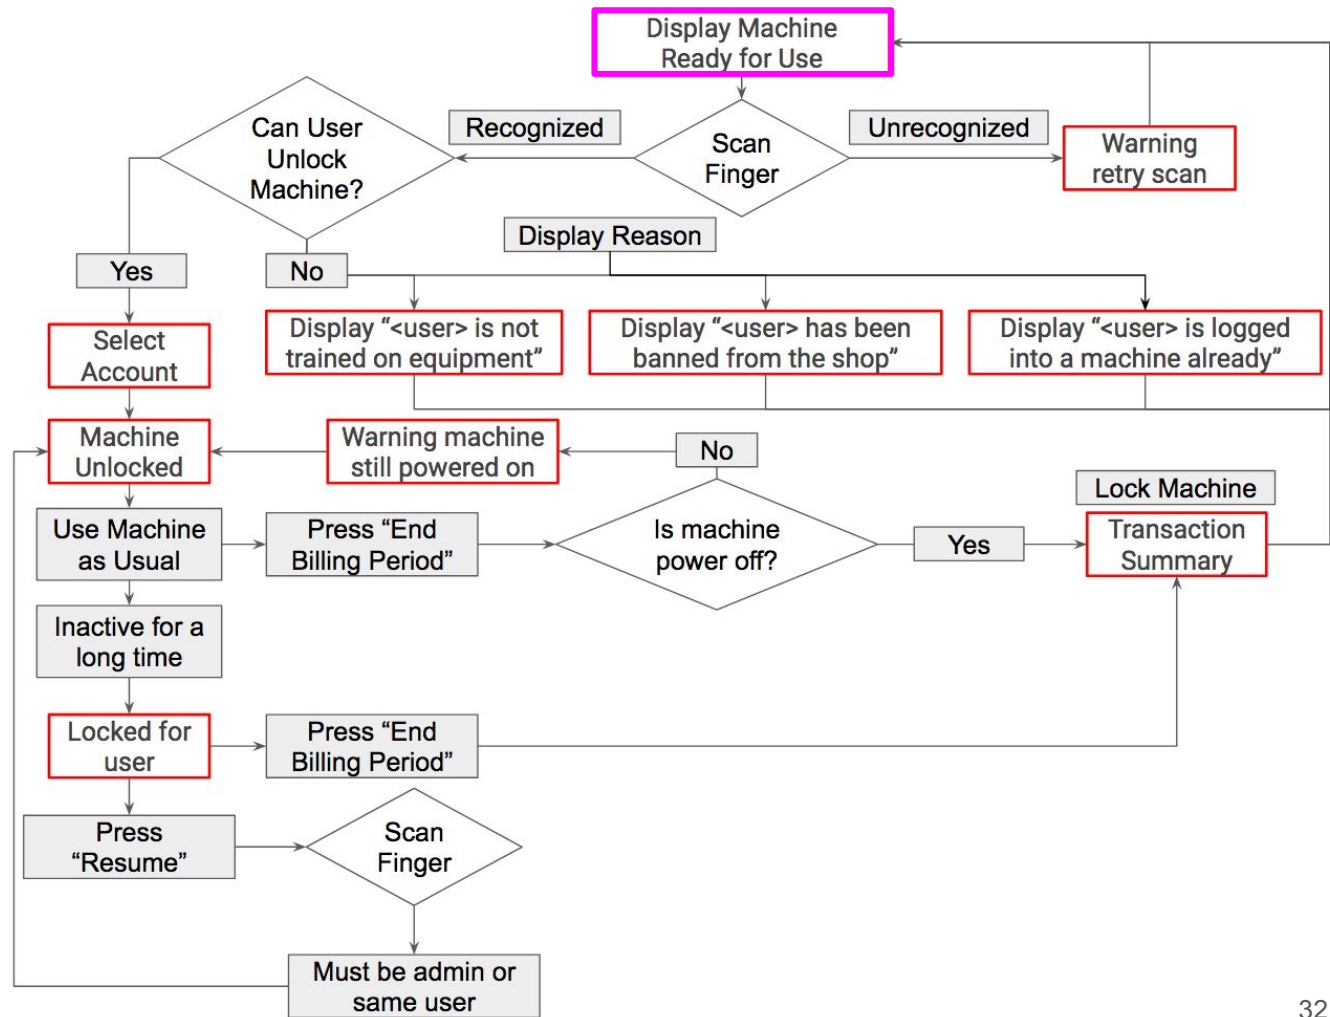 Display Machine
Ready for Use
Can User
Unlock
Machine?
Recognized
Scan
Finger
Unrecognized
Warning
retry scan
Display Reason
Yes
No
Select
Account
Display “<user> is not
trained on equipment”
Display “<user> has been
banned from the shop”
Display “<user> is logged
into a machine already”
Machine
Unlocked
Warning machine
still powered on
No
Lock Machine
Use Machine
as Usual
Press “End
Billing Period”
Is machine
power off?
Yes
Transaction
Summary
Inactive for a
long time
Locked for
user
Press “End
Billing Period”
Press
“Resume”
Scan
Finger
Must be admin or
same user
32